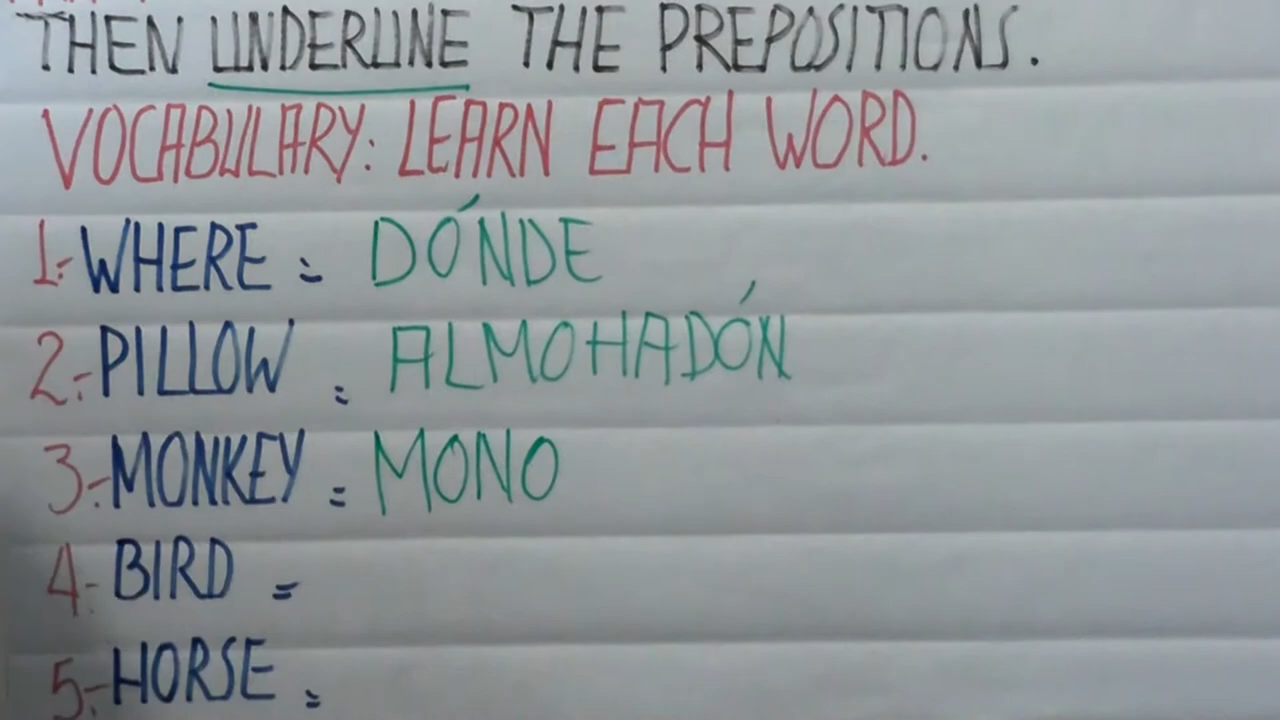 THEN UNDERLINE THE PREPOSITIONS.
VOCABULARY: LEARN EACH WORD.
1.- WHERE = DÓNDE
2.- PILLOW = ALMOHADÓN
3.- MONKEY = MONO
4.- BIRD =
5.- HORSE =